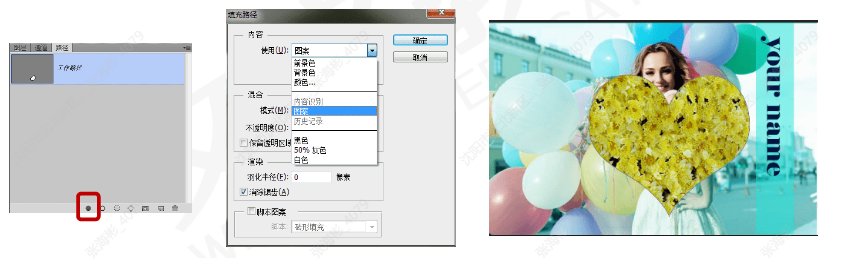 图层 通道 路径
工作路径
填充路径
内容
使用(U): 图案
前景色
背景色
颜色...
内容识别
图案
历史记录
黑色
50% 灰色
白色
混合
模式(M):
不透明度(O):
保留透明区域
渲染
羽化半径(F): 0 像素
消除锯齿(A)
脚本图案
脚本: 砖形填充
确定
取消
your name